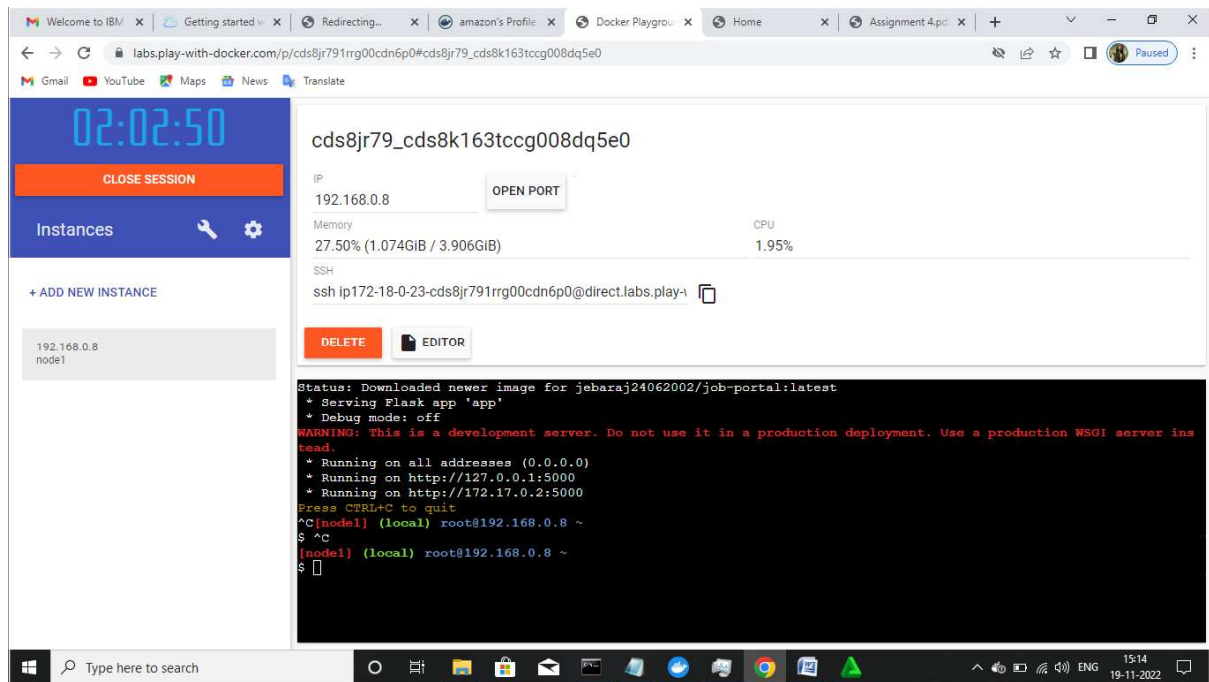 Welcome to IBM
Getting started w
Redirecting...
amazon's Profile
Docker Playgroun
Home
Assignment 4.pd
labs.play-with-docker.com/p/cds8jr791rrg00cdn6p0#cds8jr79_cds8k163tccg008dq5e0
Paused
Gmail YouTube Maps News Translate
02:02:50
CLOSE SESSION
Instances
+ ADD NEW INSTANCE
192.168.0.8
node1
cds8jr79_cds8k163tccg008dq5e0
IP
192.168.0.8
OPEN PORT
Memory
27.50% (1.074GiB / 3.906GiB)
CPU
1.95%
SSH
ssh ip172-18-0-23-cds8jr791rrg00cdn6p0@direct.labs.play-
DELETE
EDITOR
Status: Downloaded newer image for jebaraj24062002/job-portal:latest
* Serving Flask app 'app'
* Debug mode: off
WARNING: This is a development server. Do not use it in a production deployment. Use a production WSGI server ins
tead.
* Running on all addresses (0.0.0.0)
* Running on http://127.0.0.1:5000
* Running on http://172.17.0.2:5000
Press CTRL+C to quit
^C[node1] (local) root@192.168.0.8 ~
$ ^C
[node1] (local) root@192.168.0.8 ~
$
Type here to search
ENG
15:14
19-11-2022